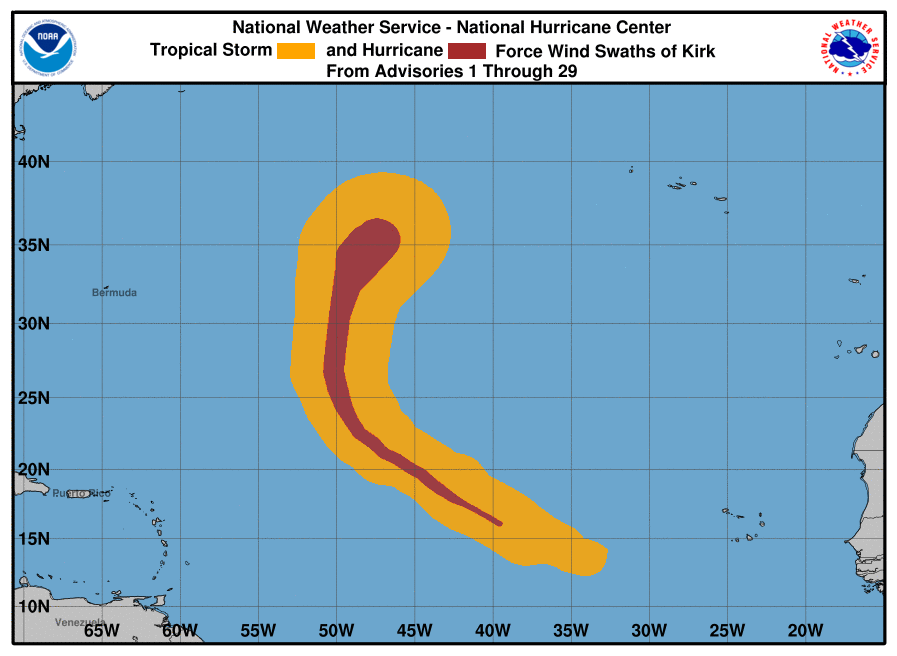 National Weather Service - National Hurricane Center
Tropical Storm and Hurricane Force Wind Swaths of Kirk
From Advisories 1 Through 29
NOAA
NATIONAL WEATHER SERVICE
40N
35N
Bermuda
30N
25N
20N
Puerto Rico
15N
10N
Venezuela
65W 60W 55W 50W 45W 40W 35W 30W 25W 20W